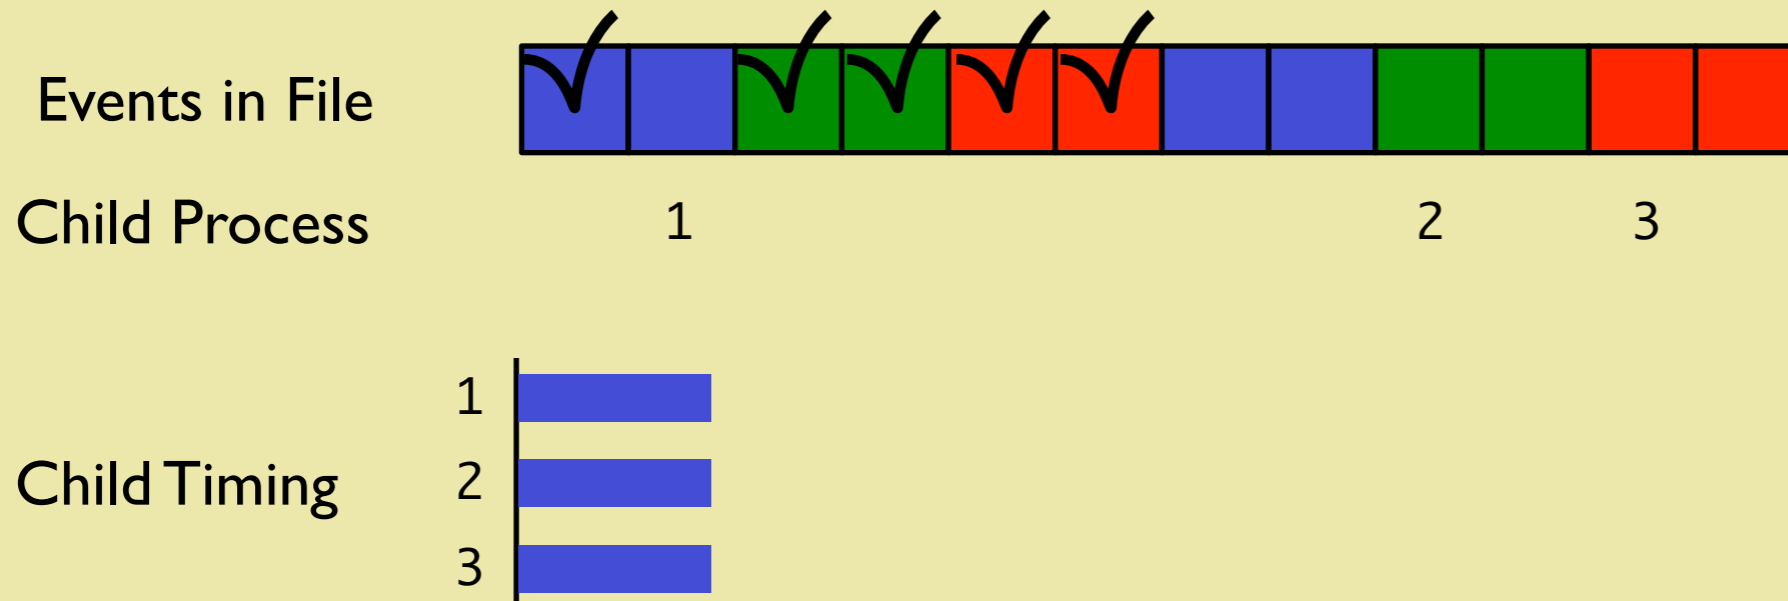 Events in File
Child Process 1 2 3
1
Child Timing 2
3